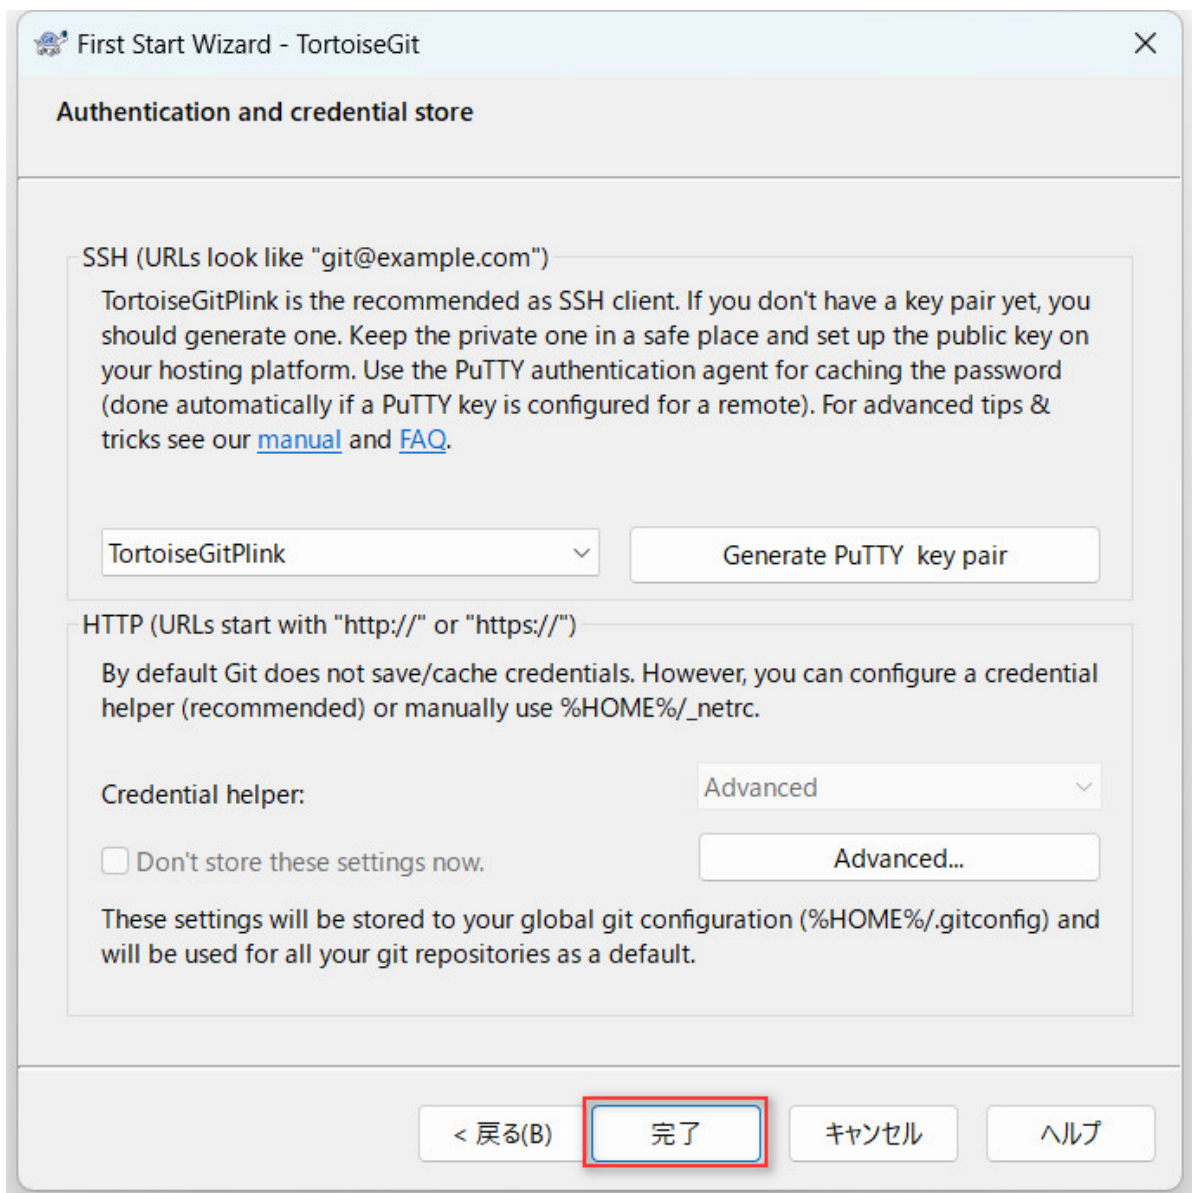 First Start Wizard - TortoiseGit
Authentication and credential store
SSH (URLs look like "git@example.com")
TortoiseGitPlink is the recommended as SSH client. If you don't have a key pair yet, you
should generate one. Keep the private one in a safe place and set up the public key on
your hosting platform. Use the PuTTY authentication agent for caching the password
(done automatically if a PuTTY key is configured for a remote). For advanced tips &
tricks see our manual and FAQ.
TortoiseGitPlink
Generate PuTTY  key pair
HTTP (URLs start with "http://" or "https://")
By default Git does not save/cache credentials. However, you can configure a credential
helper (recommended) or manually use %HOME%/_netrc.
Credential helper:
Advanced
Don't store these settings now.
Advanced...
These settings will be stored to your global git configuration (%HOME%/.gitconfig) and
will be used for all your git repositories as a default.
< 戻る(B)
完了
キャンセル
ヘルプ